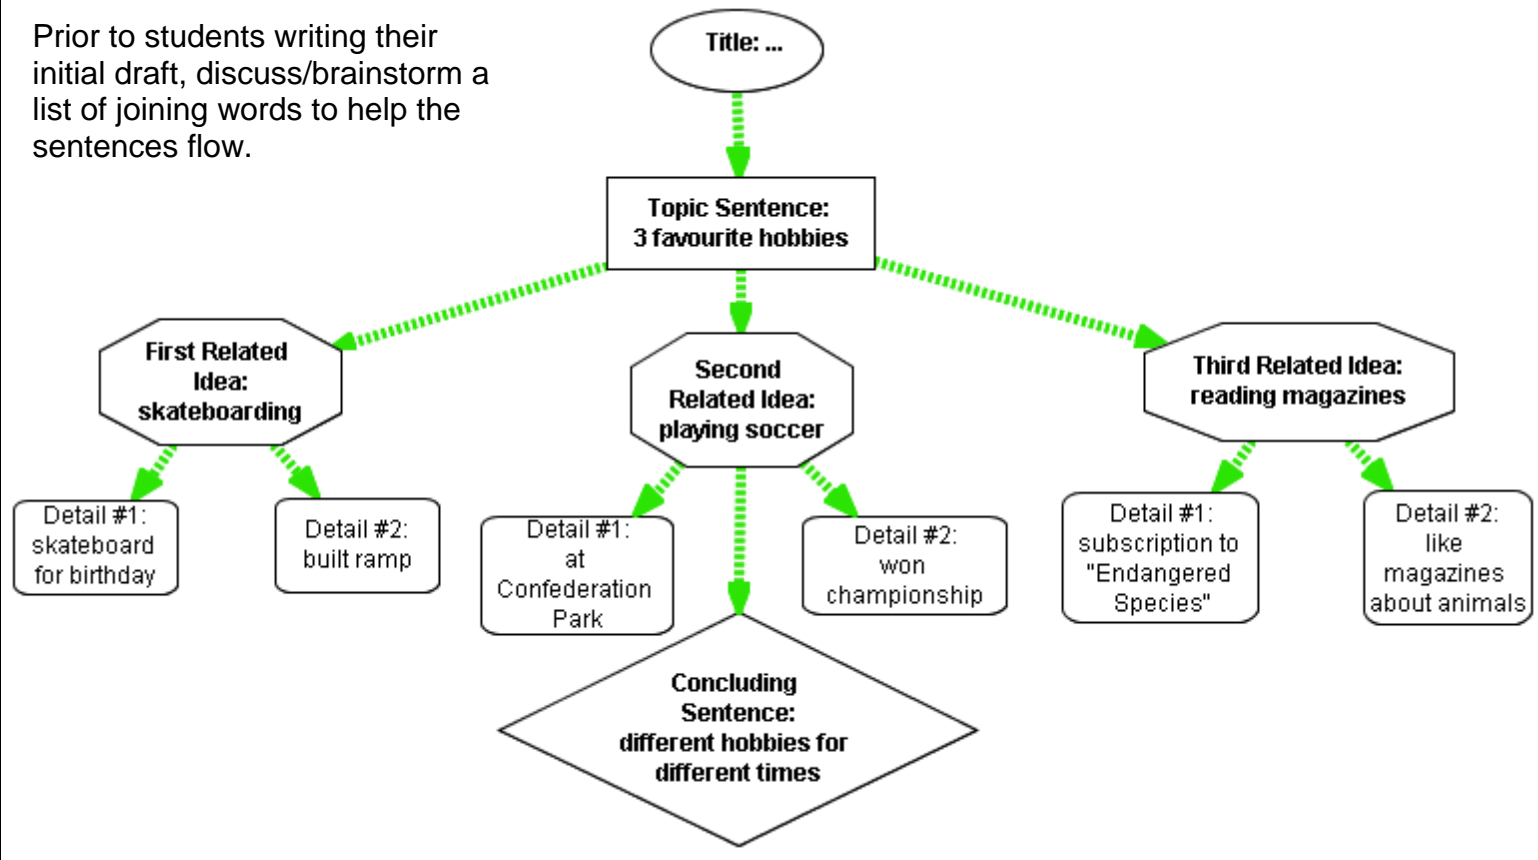 Prior to students writing their
initial draft, discuss/brainstorm a
list of joining words to help the
sentences flow.
Title: ...
Topic Sentence:
3 favourite hobbies
First Related
Idea:
skateboarding
Second
Related Idea:
playing soccer
Third Related Idea:
reading magazines
Detail #1:
skateboard
for birthday
Detail #2:
built ramp
Detail #1:
at
Confederation
Park
Detail #2:
won
championship
Detail #1:
subscription to
"Endangered
Species"
Detail #2:
like
magazines
about animals
Concluding
Sentence:
different hobbies for
different times